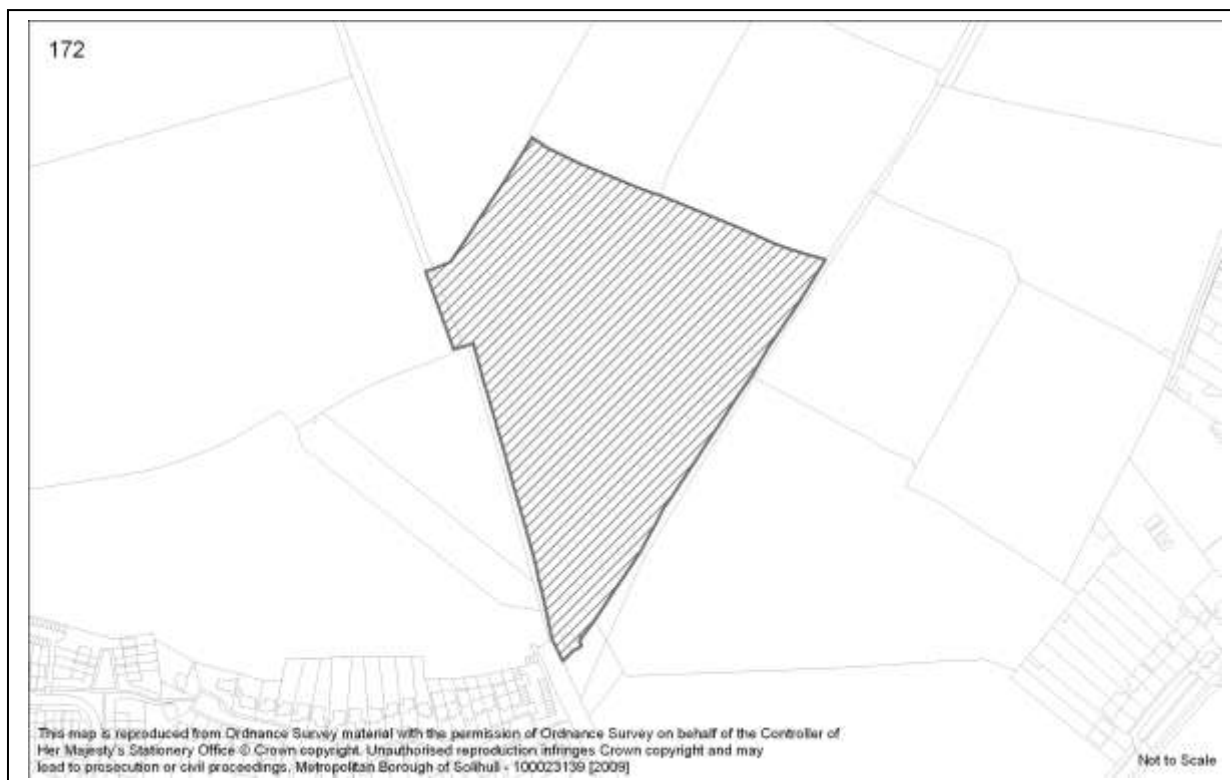 172
This map is reproduced from Ordnance Survey material with the permission of Ordnance Survey on behalf of the Controller of
Her Majesty's Stationery Office © Crown copyright. Unauthorised reproduction infringes Crown copyright and may
lead to prosecution or civil proceedings. Metropolitan Borough of Solihull - 100023139 [2009]
Not to Scale